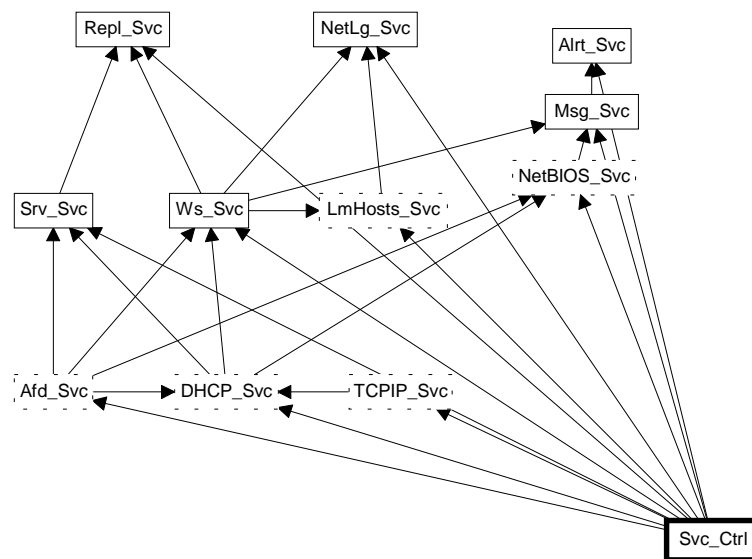 Repl_Svc
NetLg_Svc
Alrt_Svc
Msg_Svc
NetBIOS_Svc
Srv_Svc
Ws_Svc
LmHosts_Svc
Afd_Svc
DHCP_Svc
TCPIP_Svc
Svc_Ctrl